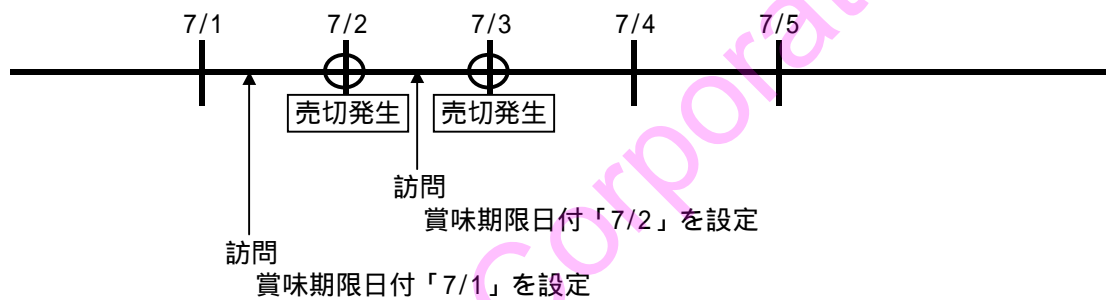 7/1 7/2 7/3 7/4 7/5
売切発生 売切発生
訪問
賞味期限日付「7/2」を設定
訪問
賞味期限日付「7/1」を設定
Corporat